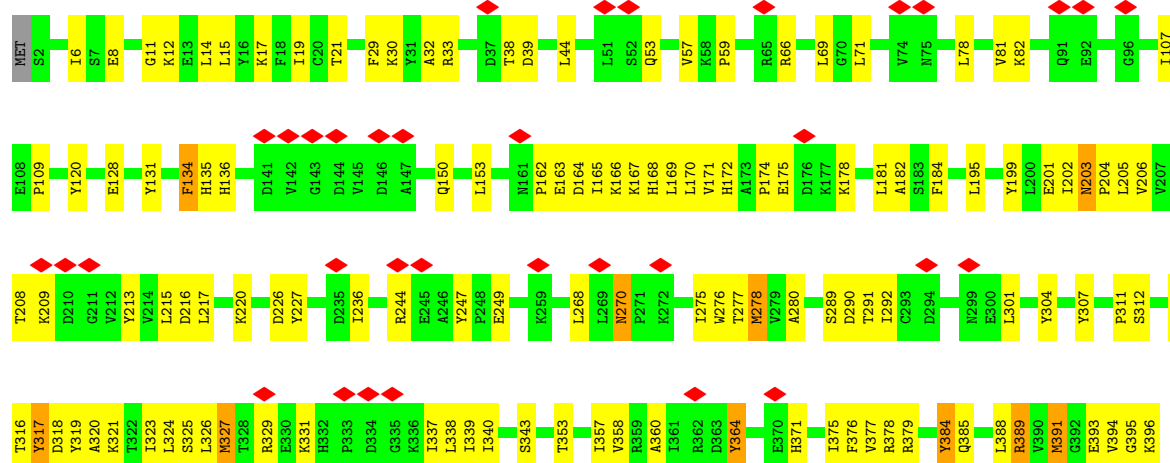 MET S2 I6 S7 E8 G11 K12 E13 L14 L15 Y16 K17 F18 I19 C20 T21 F29 K30 Y31 A32 R33 D37 T38 D39 L44 L51 S52 Q53 V57 K58 P59 R65 R66 L69 G70 L71 V74 N75 L78 V81 K82 Q91 E92 G96 I107
E108 P109 Y120 E128 Y131 F134 H135 H136 D141 V142 G143 D144 V145 D146 A147 Q150 L153 N161 P162 E163 D164 I165 K166 K167 H168 L169 L170 V171 H172 A173 P174 E175 D176 K177 K178 L181 A182 S183 F184 L195 Y199 L200 E201 I202 N203 P204 L205 V206 V207
T208 K209 D210 G211 V212 Y213 V214 L215 D216 L217 K220 D226 Y227 D235 I236 R244 E245 A246 Y247 P248 E249 K259 L268 L269 N270 P271 K272 I275 W276 T277 M278 V279 A280 S289 D290 T291 I292 C293 D294 N299 E300 L301 Y304 Y307 P311 S312
T316 Y317 D318 Y319 A320 K321 T322 I323 L324 S325 L326 M327 T328 R329 E330 K331 H332 P333 D334 G335 K336 I337 L338 I339 I340 S343 T353 I357 V358 R359 A360 I361 R362 D363 Y364 E370 H371 I375 F376 V377 R378 R379 Y384 Q385 L388 R389 V390 M391 G392 E393 V394 G395 K396